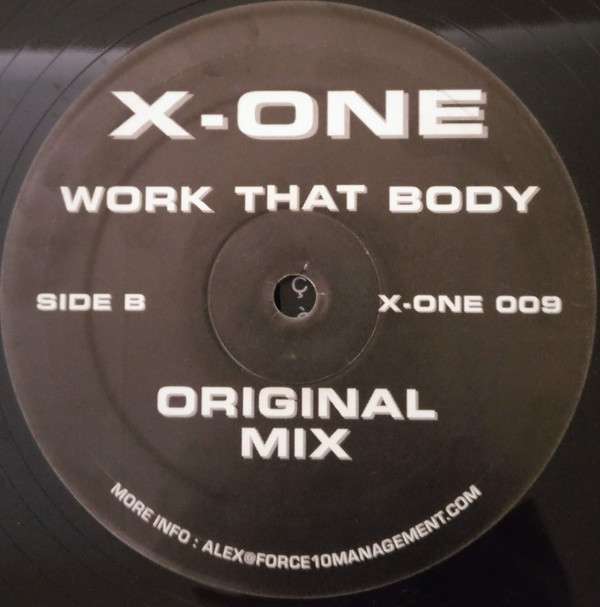 X-ONE
WORK THAT BODY
SIDE B
X-ONE 009
ORIGINAL
MIX
MORE INFO : ALEX@FORCE10MANAGEMENT.COM